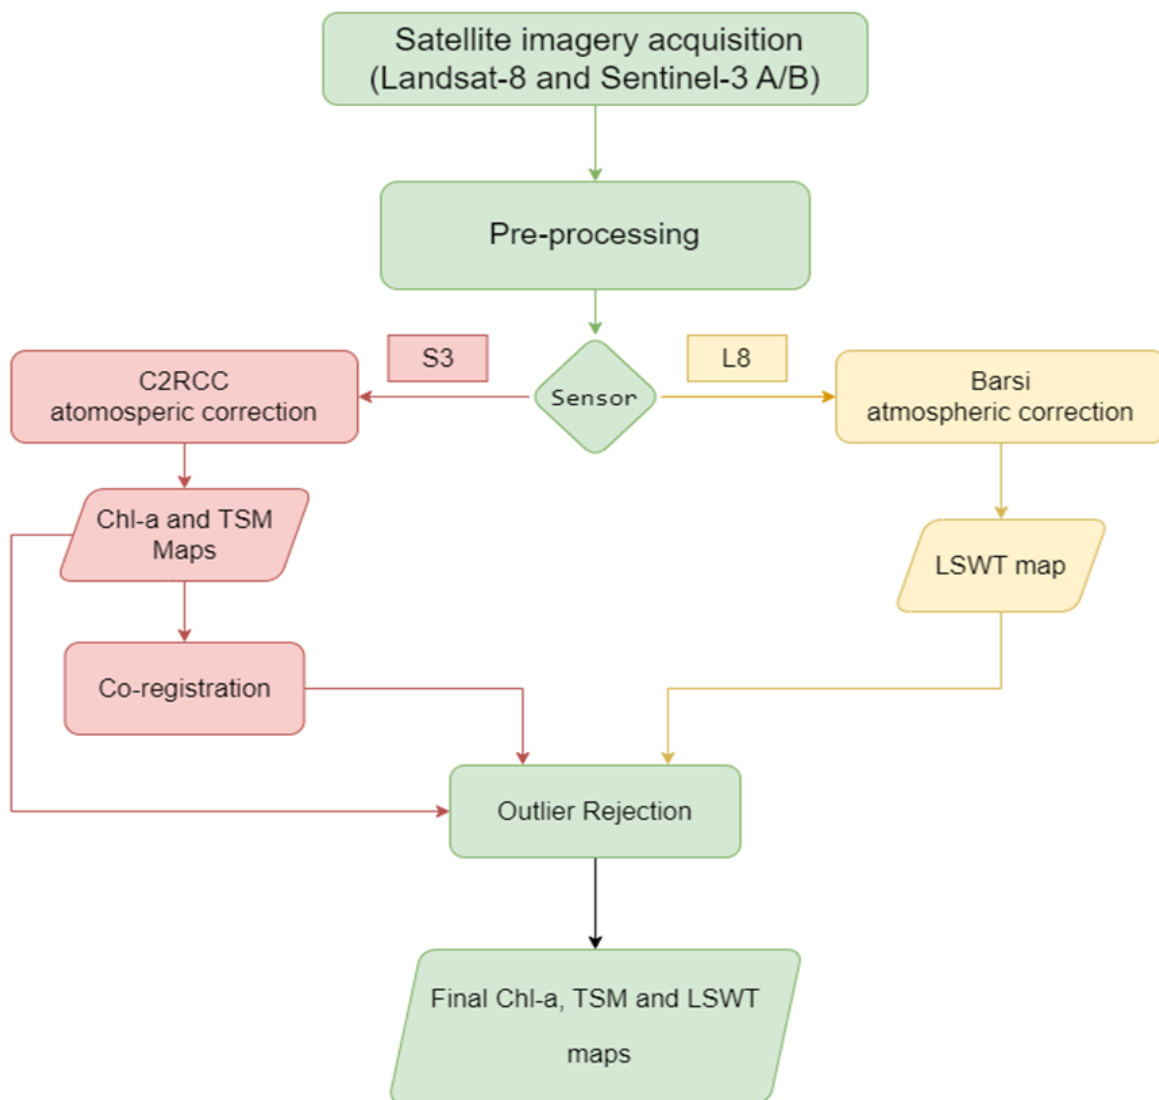 Satellite imagery acquisition
(Landsat-8 and Sentinel-3 A/B)
Pre-processing
S3
L8
Sensor
C2RCC
atomosperic correction
Barsi
atmospheric correction
Chl-a and TSM
Maps
LSWT map
Co-registration
Outlier Rejection
Final Chl-a, TSM and LSWT
maps